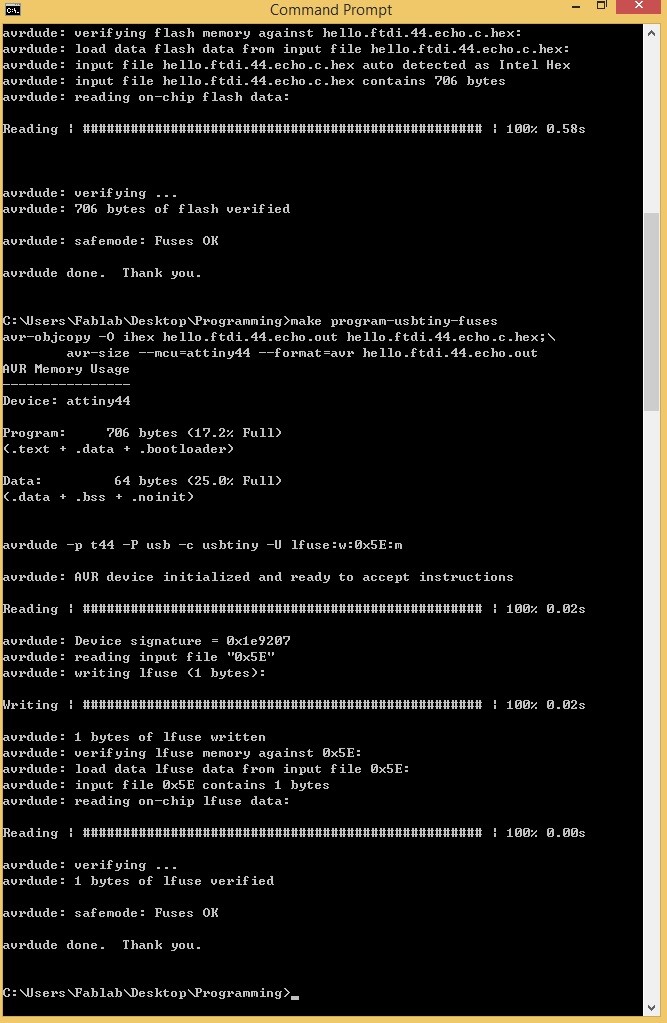 Command Prompt
avrdude: verifying flash memory against hello.ftdi.44.echo.c.hex:
avrdude: load data flash data from input file hello.ftdi.44.echo.c.hex:
avrdude: input file hello.ftdi.44.echo.c.hex auto detected as Intel Hex
avrdude: input file hello.ftdi.44.echo.c.hex contains 706 bytes
avrdude: reading on-chip flash data:
Reading | ################################################## | 100% 0.58s
avrdude: verifying ...
avrdude: 706 bytes of flash verified
avrdude: safemode: Fuses OK
avrdude done.  Thank you.
C:\Users\Fablab\Desktop\Programming>make program-usbtiny-fuses
avr-objcopy -O ihex hello.ftdi.44.echo.out hello.ftdi.44.echo.c.hex;\
        avr-size --mcu=attiny44 --format=avr hello.ftdi.44.echo.out
AVR Memory Usage
----------------
Device: attiny44
Program:     706 bytes (17.2% Full)
(.text + .data + .bootloader)
Data:         64 bytes (25.0% Full)
(.data + .bss + .noinit)
avrdude -p t44 -P usb -c usbtiny -U lfuse:w:0x5E:m
avrdude: AVR device initialized and ready to accept instructions
Reading | ################################################## | 100% 0.02s
avrdude: Device signature = 0x1e9207
avrdude: reading input file "0x5E"
avrdude: writing lfuse (1 bytes):
Writing | ################################################## | 100% 0.02s
avrdude: 1 bytes of lfuse written
avrdude: verifying lfuse memory against 0x5E:
avrdude: load data lfuse data from input file 0x5E:
avrdude: input file 0x5E contains 1 bytes
avrdude: reading on-chip lfuse data:
Reading | ################################################## | 100% 0.00s
avrdude: verifying ...
avrdude: 1 bytes of lfuse verified
avrdude: safemode: Fuses OK
avrdude done.  Thank you.
C:\Users\Fablab\Desktop\Programming>_